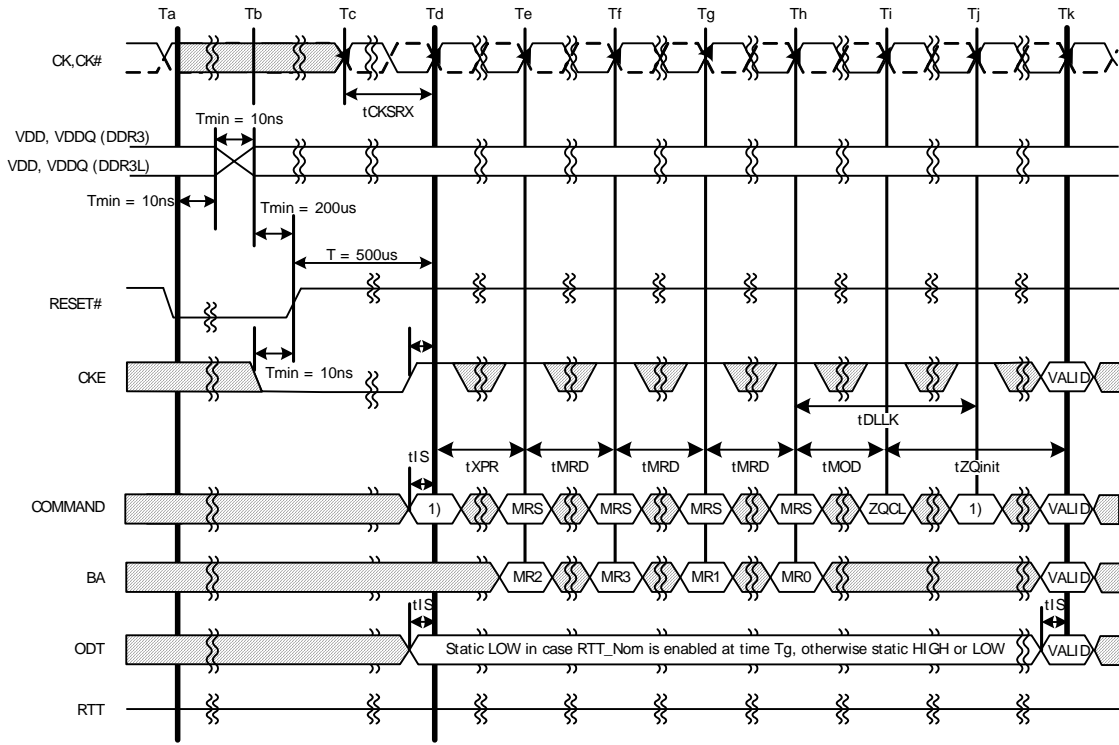 Ta Tb Tc Td Te Tf Tg Th Ti Tj Tk
CK,CK#
tCKSRX
Tmin = 10ns
VDD, VDDQ (DDR3)
VDD, VDDQ (DDR3L)
Tmin = 10ns
Tmin = 200us
T = 500us
RESET#
Tmin = 10ns
CKE
VALID
tDLLK
tIS
tXPR tMRD tMRD tMRD tMOD tZQinit
COMMAND 1) MRS MRS MRS MRS ZQCL 1) VALID
BA MR2 MR3 MR1 MR0 VALID
tIS tIS
ODT Static LOW in case RTT_Nom is enabled at time Tg, otherwise static HIGH or LOW VALID
RTT